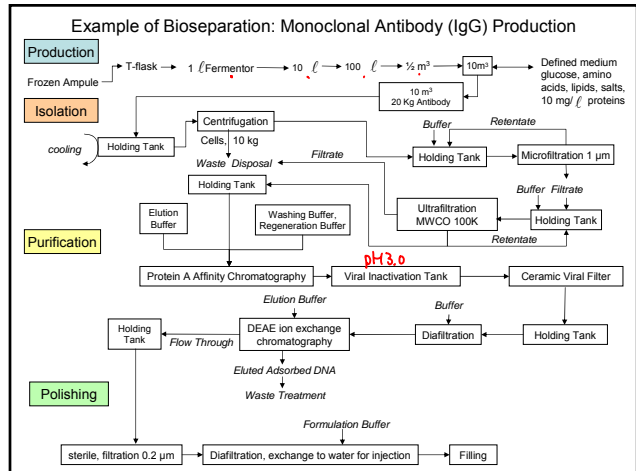 Example of Bioseparation: Monoclonal Antibody (IgG) Production
Production
T-flask
1 ℓ Fermentor
10 ℓ
100 ℓ
½ m³
10m³
Defined medium
glucose, amino
acids, lipids, salts,
10 mg/ ℓ proteins
Frozen Ampule
10 m³
20 Kg Antibody
Isolation
cooling
Holding Tank
Centrifugation
Cells, 10 kg
Waste Disposal
Filtrate
Buffer
Retentate
Holding Tank
Microfiltration 1 µm
Holding Tank
Ultrafiltration
MWCO 100K
Buffer
Filtrate
Holding Tank
Retentate
Elution
Buffer
Washing Buffer,
Regeneration Buffer
Purification
pH 3.0
Protein A Affinity Chromatography
Viral Inactivation Tank
Ceramic Viral Filter
Elution Buffer
Buffer
Holding
Tank
Flow Through
DEAE ion exchange
chromatography
Diafiltration
Holding Tank
Eluted Adsorbed DNA
Waste Treatment
Polishing
Formulation Buffer
sterile, filtration 0.2 µm
Diafiltration, exchange to water for injection
Filling